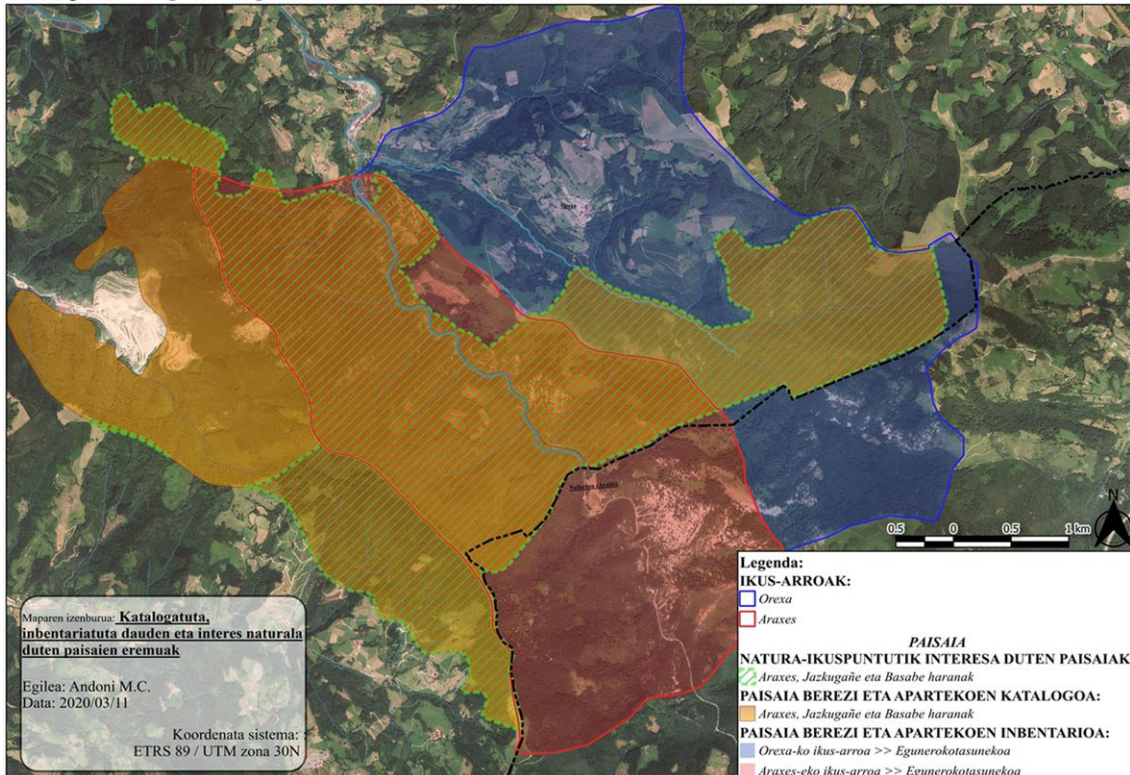 Orexa
0.5 0 0.5 1 km
N
Maparen izenburua: Katalogatuta,
inbentariatuta dauden eta interes naturala
duten paisaien eremuak
Egilea: Andoni M.C.
Data: 2020/03/11
Koordenata sistema:
ETRS 89 / UTM zona 30N
Legenda:
IKUS-ARROAK:
Orexa
Araxes
PAISAIA
NATURA-IKUSPUNTUTIK INTERESA DUTEN PAISAIAK
Araxes, Jazkugañe eta Basabe haranak
PAISAIA BEREZI ETA APARTEKOEN KATALOGOA:
Araxes, Jazkugañe eta Basabe haranak
PAISAIA BEREZI ETA APARTEKOEN INBENTARIOA:
Orexa-ko ikus-arroa >> Egunerokotasunekoa
Araxes-eko ikus-arroa >> Egunerokotasunekoa